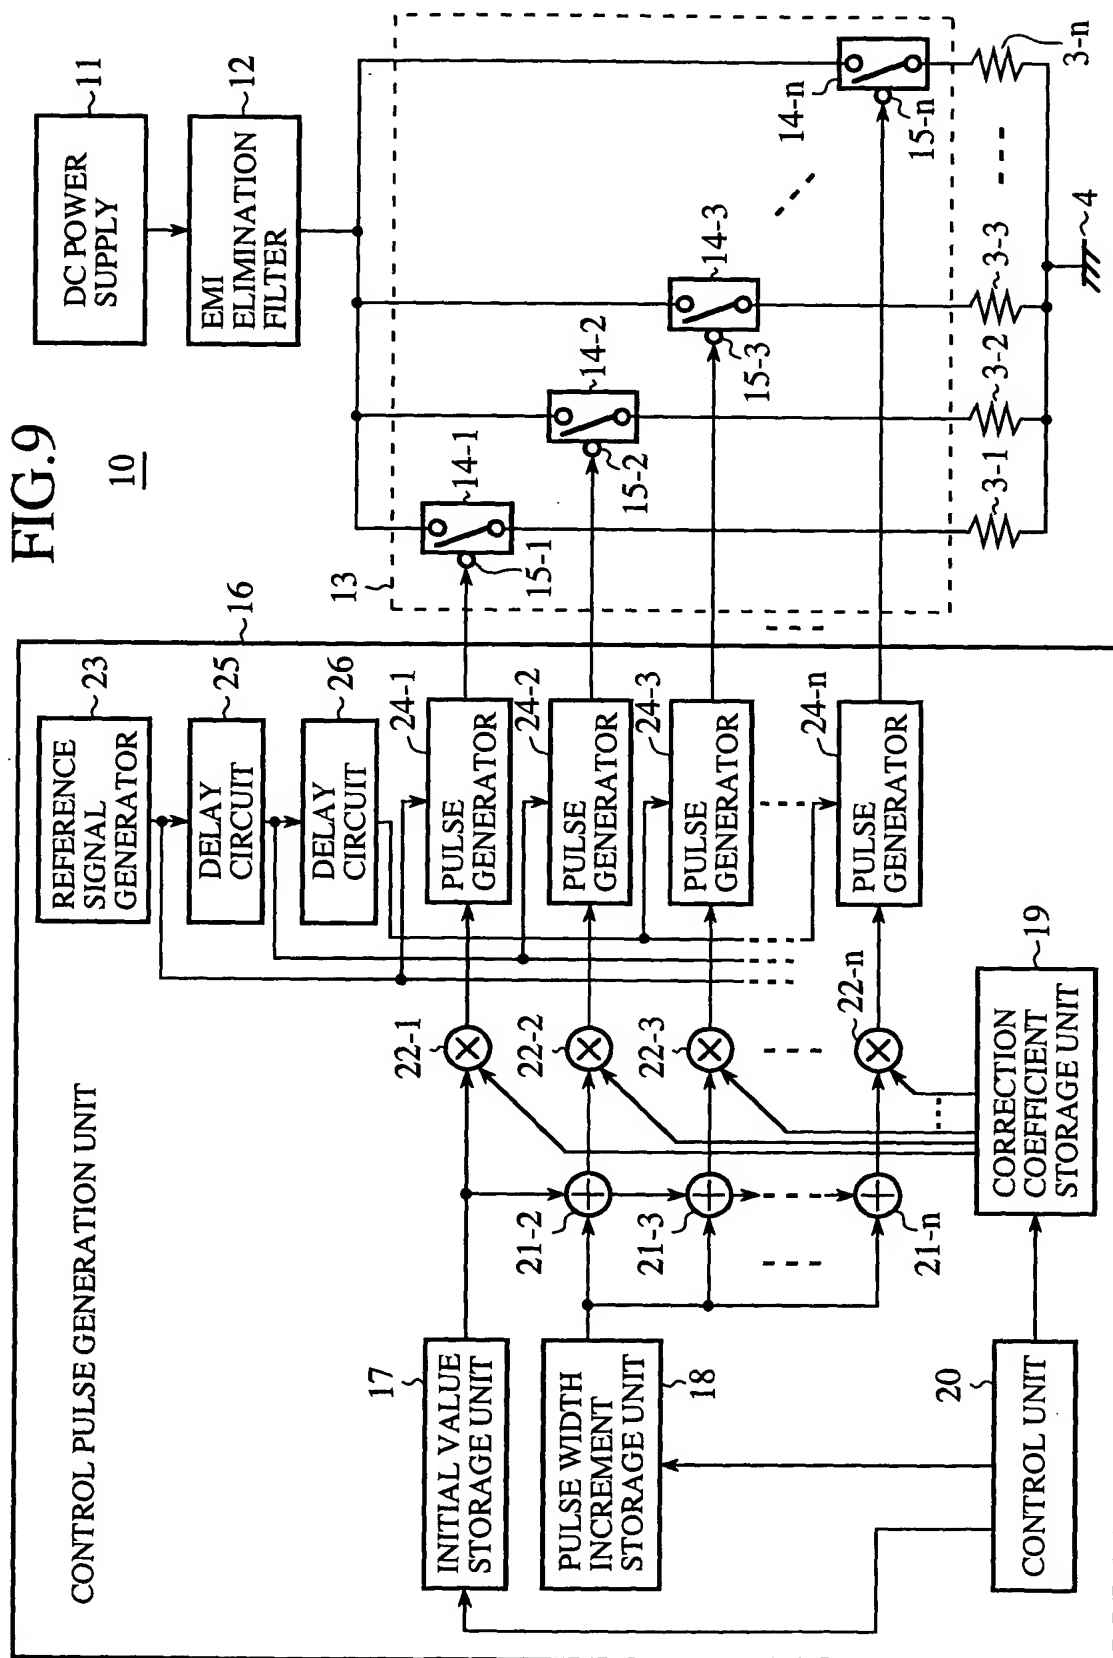 FIG.9
10
DC POWER
SUPPLY
11
EMI
ELIMINATION
FILTER
12
13
14-1
15-1
14-2
15-2
14-3
15-3
14-n
15-n
3-1
3-2
3-3
3-n
4
16
CONTROL PULSE GENERATION UNIT
REFERENCE
SIGNAL
GENERATOR
23
DELAY
CIRCUIT
25
DELAY
CIRCUIT
26
PULSE
GENERATOR
24-1
PULSE
GENERATOR
24-2
PULSE
GENERATOR
24-3
PULSE
GENERATOR
24-n
22-1
22-2
22-3
22-n
21-2
21-3
21-n
INITIAL VALUE
STORAGE UNIT
17
PULSE WIDTH
INCREMENT
STORAGE UNIT
18
CONTROL UNIT
20
CORRECTION
COEFFICIENT
STORAGE UNIT
19